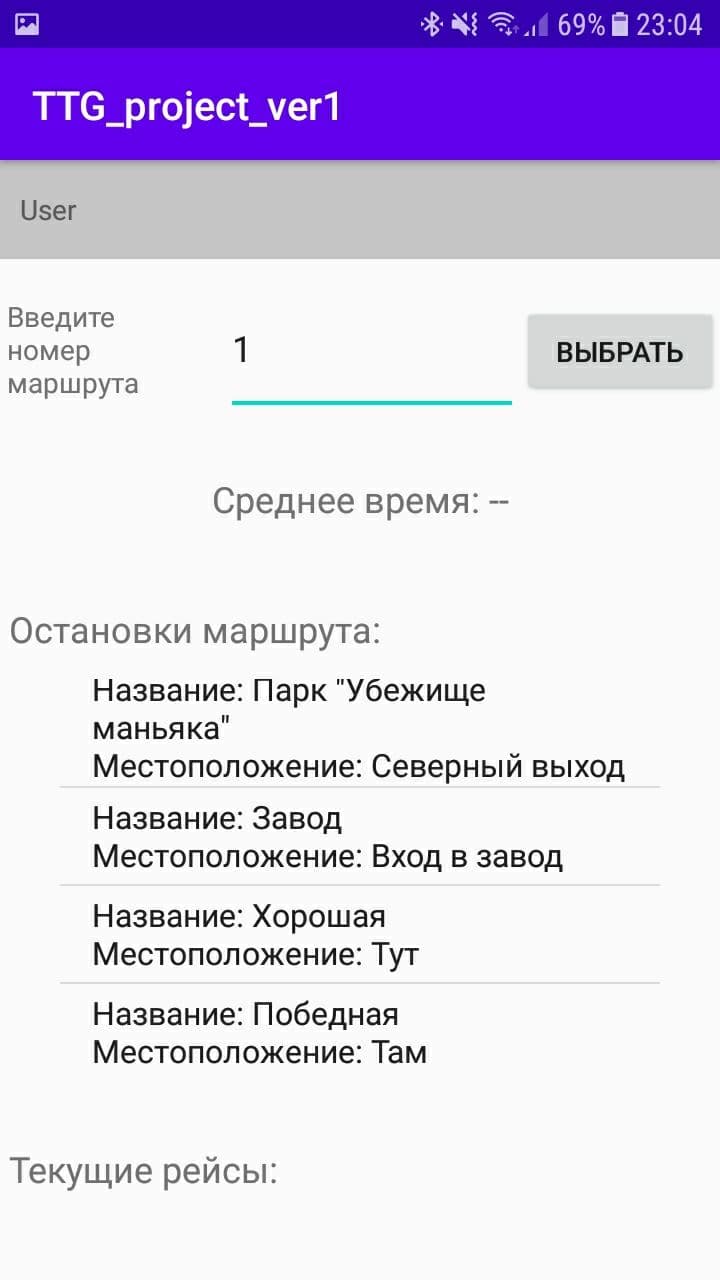 69% 23:04
TTG_project_ver1
User
Введите
номер
маршрута
1
ВЫБРАТЬ
Среднее время: --
Остановки маршрута:
Название: Парк "Убежище
маньяка"
Местоположение: Северный выход
Название: Завод
Местоположение: Вход в завод
Название: Хорошая
Местоположение: Тут
Название: Победная
Местоположение: Там
Текущие рейсы: